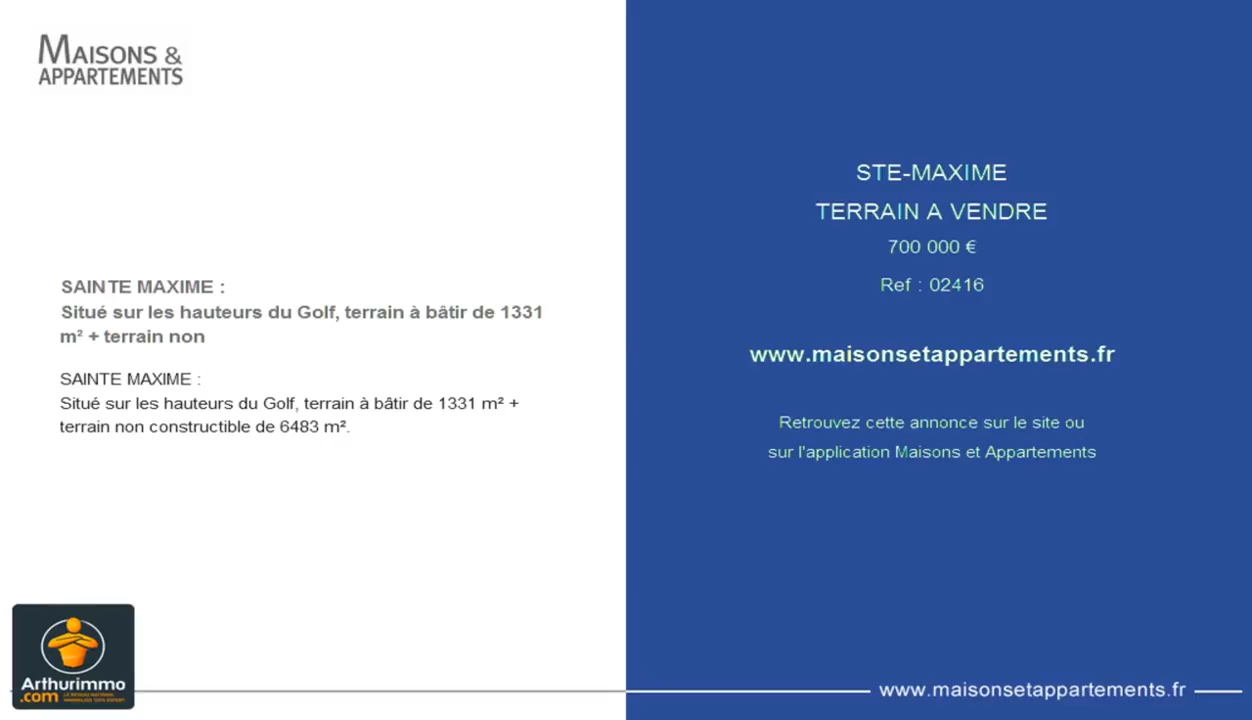 MAISONS &
APPARTEMENTS
SAINTE MAXIME :
Situé sur les hauteurs du Golf, terrain à bâtir de 1331
m² + terrain non
SAINTE MAXIME :
Situé sur les hauteurs du Golf, terrain à bâtir de 1331 m² +
terrain non constructible de 6483 m².
STE-MAXIME
TERRAIN A VENDRE
700 000 €
Ref : 02416
www.maisonsetappartements.fr
Retrouvez cette annonce sur le site ou
sur l'application Maisons et Appartements
Arthurimmo
.com
www.maisonsetappartements.fr